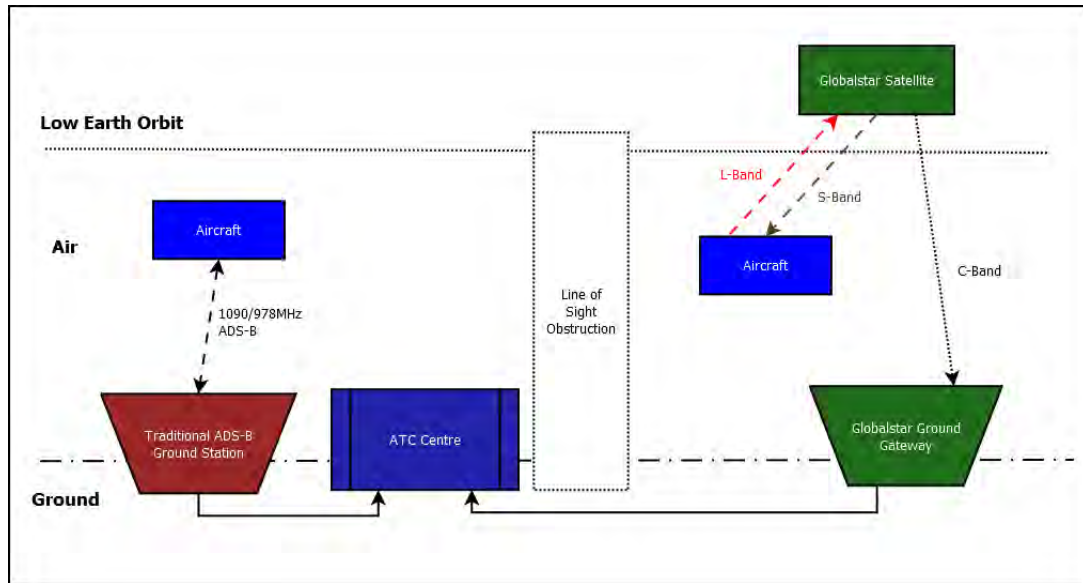 Globalstar Satellite
Low Earth Orbit
L-Band
S-Band
Aircraft
Air
Aircraft
C-Band
Line of
Sight
Obstruction
1090/978MHz
ADS-B
Traditional ADS-B
Ground Station
ATC Centre
Globalstar Ground
Gateway
Ground